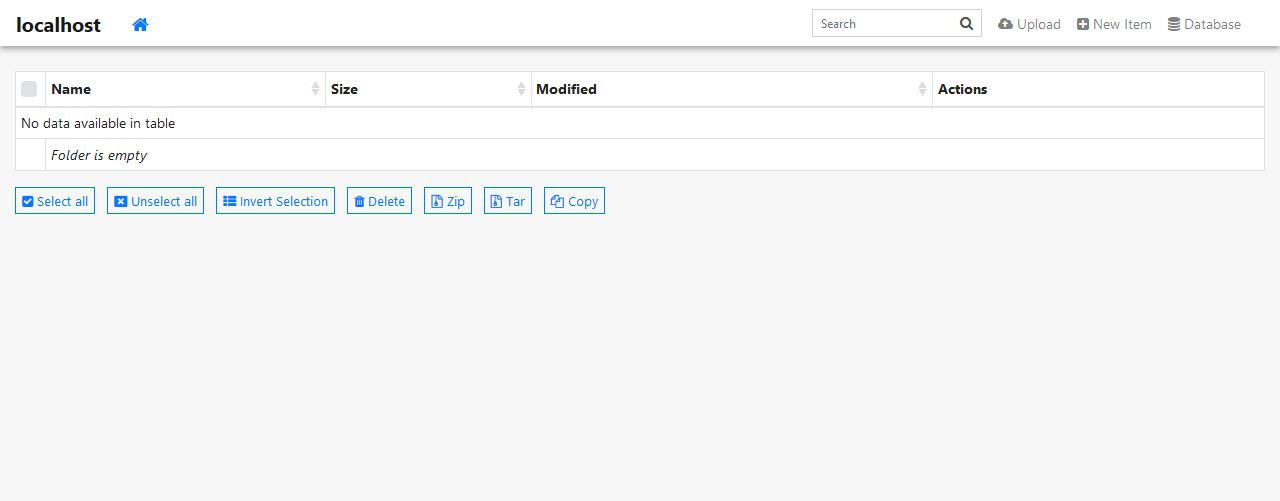 localhost
Search
Upload
New Item
Database
Name Size Modified Actions
No data available in table
Folder is empty
Select all Unselect all Invert Selection Delete Zip Tar Copy